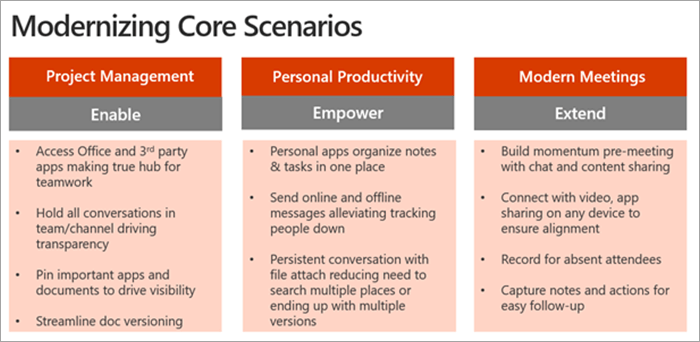 Modernizing Core Scenarios
Project Management
Enable
• Access Office and 3rd party
apps making true hub for
teamwork
• Hold all conversations in
team/channel driving
transparency
• Pin important apps and
documents to drive visibility
• Streamline doc versioning
Personal Productivity
Empower
• Personal apps organize notes
& tasks in one place
• Send online and offline
messages alleviating tracking
people down
• Persistent conversation with
file attach reducing need to
search multiple places or
ending up with multiple
versions
Modern Meetings
Extend
• Build momentum pre-meeting
with chat and content sharing
• Connect with video, app
sharing on any device to
ensure alignment
• Record for absent attendees
• Capture notes and actions for
easy follow-up